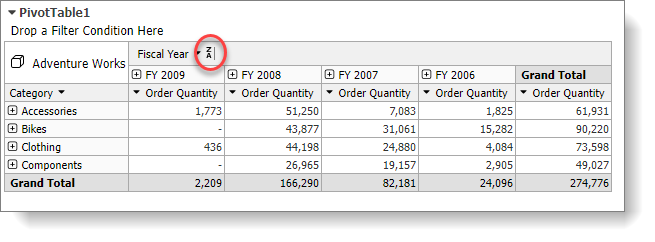 PivotTable1
Drop a Filter Condition Here
Adventure Works Fiscal Year Z A
FY 2009 FY 2008 FY 2007 FY 2006 Grand Total
Category Order Quantity Order Quantity Order Quantity Order Quantity Order Quantity
Accessories 1,773 51,250 7,083 1,825 61,931
Bikes - 43,877 31,061 15,282 90,220
Clothing 436 44,198 24,880 4,084 73,598
Components - 26,965 19,157 2,905 49,027
Grand Total 2,209 166,290 82,181 24,096 274,776